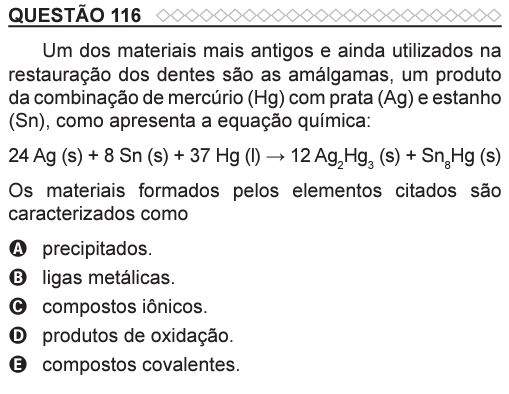 QUESTÃO 116
Um dos materiais mais antigos e ainda utilizados na
restauração dos dentes são as amálgamas, um produto
da combinação de mercúrio (Hg) com prata (Ag) e estanho
(Sn), como apresenta a equação química:
24 Ag (s) + 8 Sn (s) + 37 Hg (l) → 12 Ag₂Hg₃ (s) + Sn₈Hg (s)
Os materiais formados pelos elementos citados são
caracterizados como
A precipitados.
B ligas metálicas.
C compostos iônicos.
D produtos de oxidação.
E compostos covalentes.